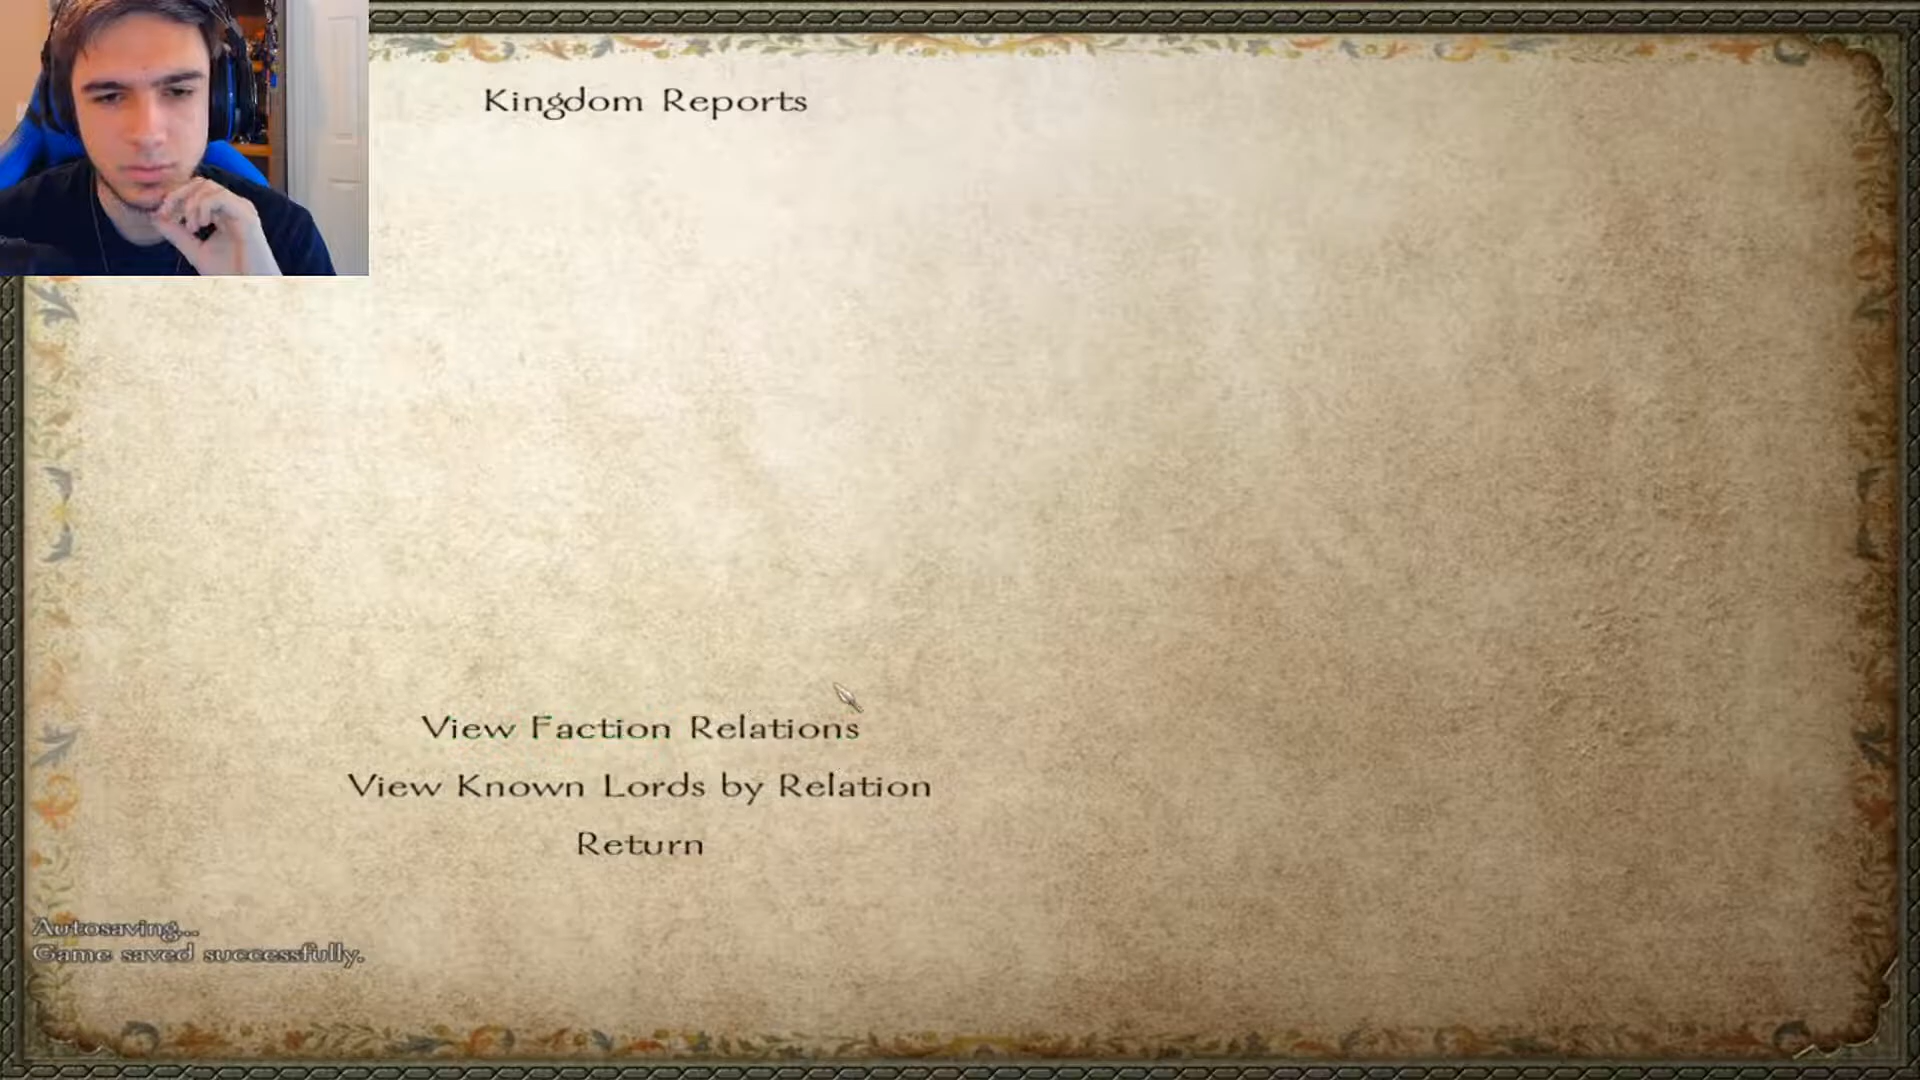 Kingdom Reports
View Faction Relations
View Known Lords by Relation
Return
Autosaving...
Game saved successfully.